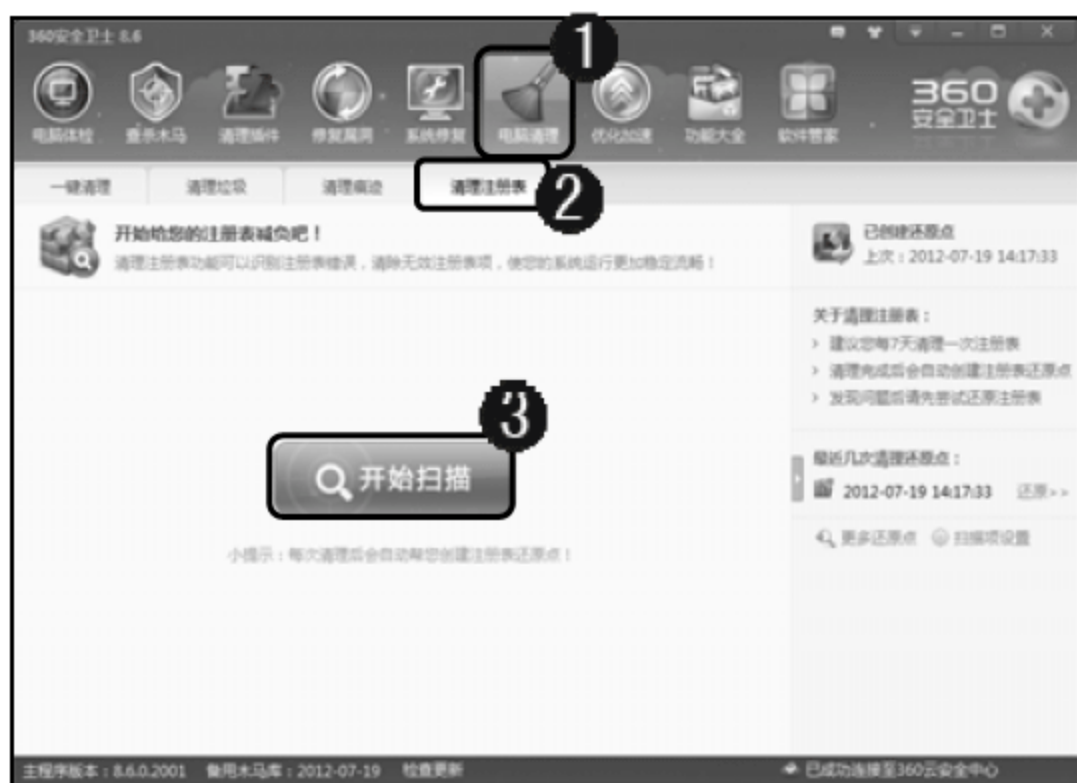 360安全卫士 8.6
1
电脑体检 查杀木马 清理插件 修复漏洞 系统修复 电脑清理 优化加速 功能大全 软件管家
360
安全卫士
一键清理 清理垃圾 清理痕迹 清理注册表
2
开始给您的注册表减负吧！
清理注册表功能可以识别注册表错误，清除无效注册表项，使您的系统运行更加稳定流畅！
已创建还原点
上次：2012-07-19 14:17:33
关于清理注册表：
> 建议您每7天清理一次注册表
> 清理完成后会自动创建注册表还原点
> 发现问题后请先尝试还原注册表
3
开始扫描
小提示：每次清理后会自动帮您创建注册表还原点！
最近几次清理还原点：
2012-07-19 14:17:33 还原>>
更多还原点 扫描项设置
主程序版本：8.6.0.2001 备用木马库：2012-07-19 检查更新
已成功连接至360云安全中心